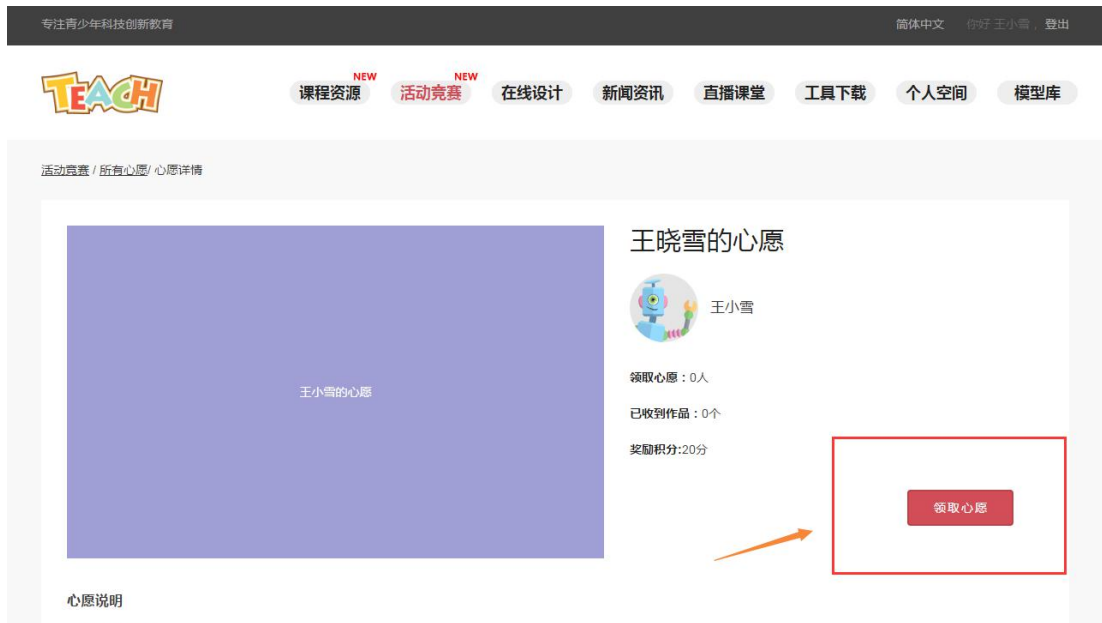 专注青少年科技创新教育
简体中文 你好 王小雪， 登出
TEACH
课程资源 NEW 活动竞赛 NEW 在线设计 新闻资讯 直播课堂 工具下载 个人空间 模型库
活动竞赛 / 所有心愿/ 心愿详情
王小雪的心愿
王晓雪的心愿
王小雪
领取心愿：0人
已收到作品：0个
奖励积分:20分
领取心愿
心愿说明